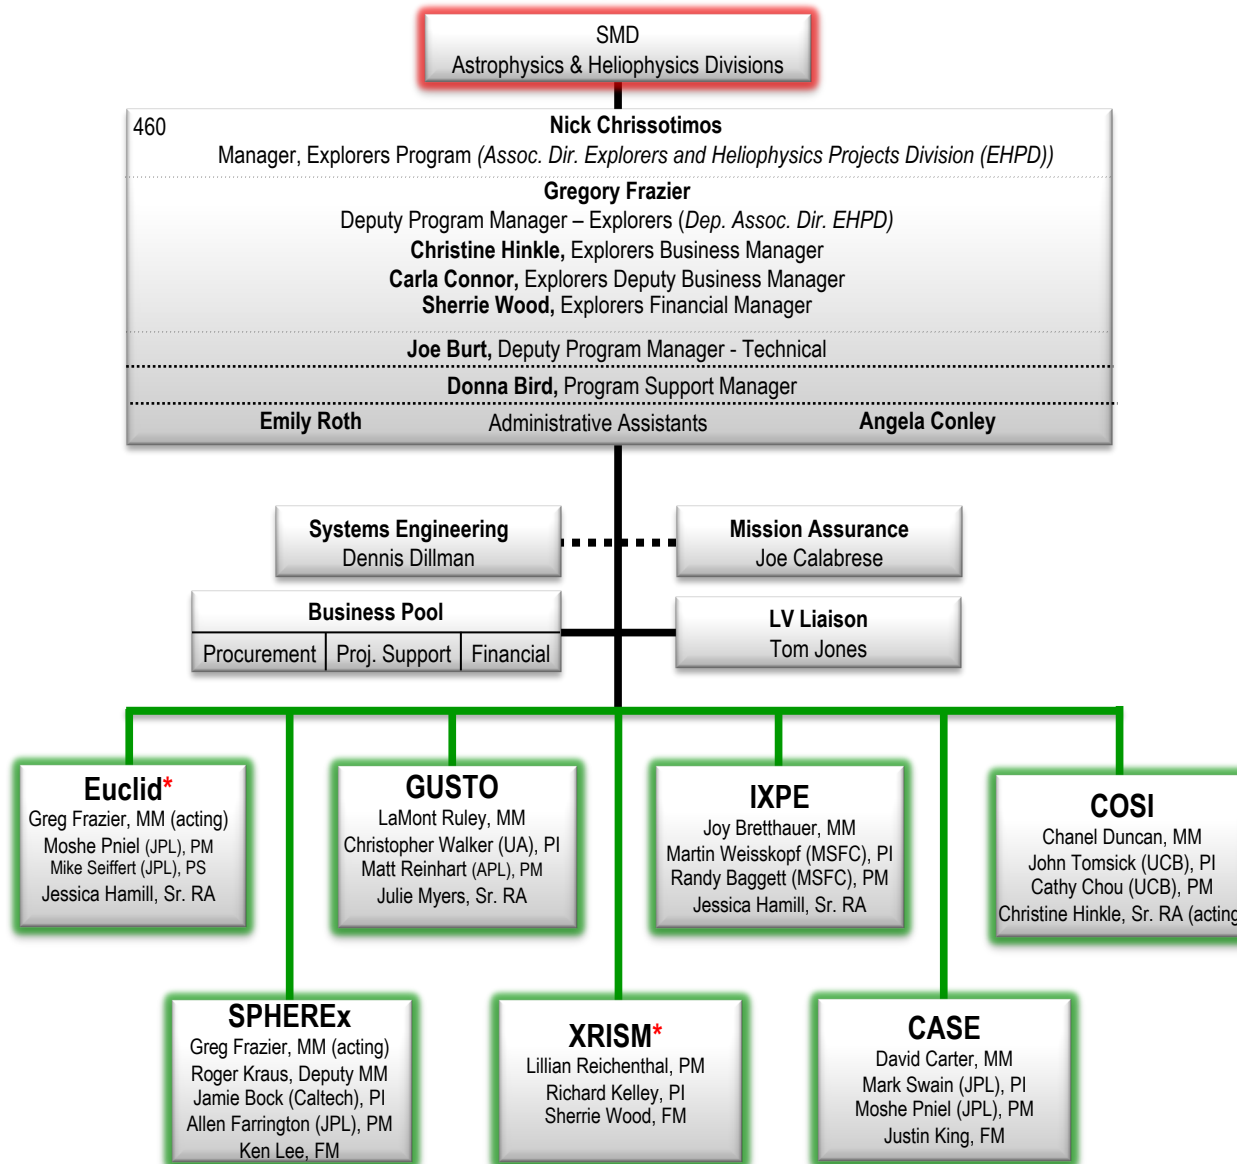 SMD
Astrophysics & Heliophysics Divisions
460
Nick Chrissotimos
Manager, Explorers Program (Assoc. Dir. Explorers and Heliophysics Projects Division (EHPD))
Gregory Frazier
Deputy Program Manager – Explorers (Dep. Assoc. Dir. EHPD)
Christine Hinkle, Explorers Business Manager
Carla Connor, Explorers Deputy Business Manager
Sherrie Wood, Explorers Financial Manager
Joe Burt, Deputy Program Manager - Technical
Donna Bird, Program Support Manager
Emily Roth Administrative Assistants Angela Conley
Systems Engineering
Dennis Dillman
Mission Assurance
Joe Calabrese
Business Pool
Procurement Proj. Support Financial
LV Liaison
Tom Jones
Euclid*
Greg Frazier, MM (acting)
Moshe Pniel (JPL), PM
Mike Seiffert (JPL), PS
Jessica Hamill, Sr. RA
GUSTO
LaMont Ruley, MM
Christopher Walker (UA), PI
Matt Reinhart (APL), PM
Julie Myers, Sr. RA
IXPE
Joy Bretthauer, MM
Martin Weisskopf (MSFC), PI
Randy Baggett (MSFC), PM
Jessica Hamill, Sr. RA
COSI
Chanel Duncan, MM
John Tomsick (UCB), PI
Cathy Chou (UCB), PM
Christine Hinkle, Sr. RA (acting
SPHEREx
Greg Frazier, MM (acting)
Roger Kraus, Deputy MM
Jamie Bock (Caltech), PI
Allen Farrington (JPL), PM
Ken Lee, FM
XRISM*
Lillian Reichenthal, PM
Richard Kelley, PI
Sherrie Wood, FM
CASE
David Carter, MM
Mark Swain (JPL), PI
Moshe Pniel (JPL), PM
Justin King, FM